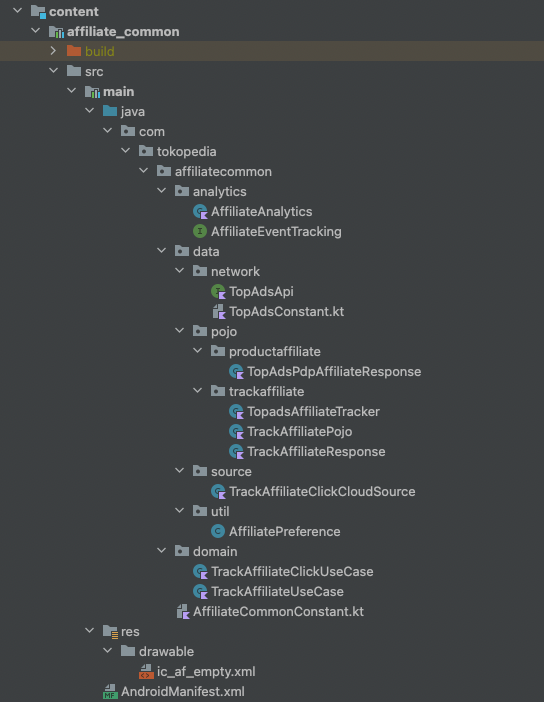 content
affiliate_common
build
src
main
java
com
tokopedia
affiliatecommon
analytics
AffiliateAnalytics
AffiliateEventTracking
data
network
TopAdsApi
TopAdsConstant.kt
pojo
productaffiliate
TopAdsPdpAffiliateResponse
trackaffiliate
TopadsAffiliateTracker
TrackAffiliatePojo
TrackAffiliateResponse
source
TrackAffiliateClickCloudSource
util
AffiliatePreference
domain
TrackAffiliateClickUseCase
TrackAffiliateUseCase
AffiliateCommonConstant.kt
res
drawable
ic_af_empty.xml
AndroidManifest.xml